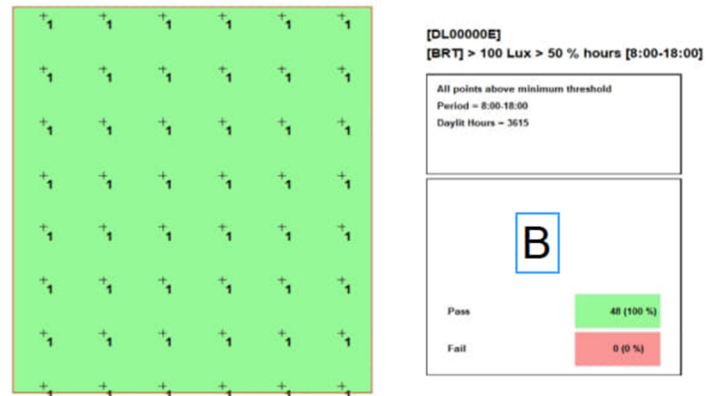 +1 +1 +1 +1 +1 +1
+1 +1 +1 +1 +1 +1
+1 +1 +1 +1 +1 +1
+1 +1 +1 +1 +1 +1
+1 +1 +1 +1 +1 +1
+1 +1 +1 +1 +1 +1
+1 +1 +1 +1 +1 +1
+1 +1 +1 +1 +1 +1
[DL00000E]
[BRT] > 100 Lux > 50 % hours [8:00-18:00]
All points above minimum threshold
Period = 8:00-18:00
Daylit Hours = 3615
B
Pass 48 (100 %)
Fail 0 (0 %)